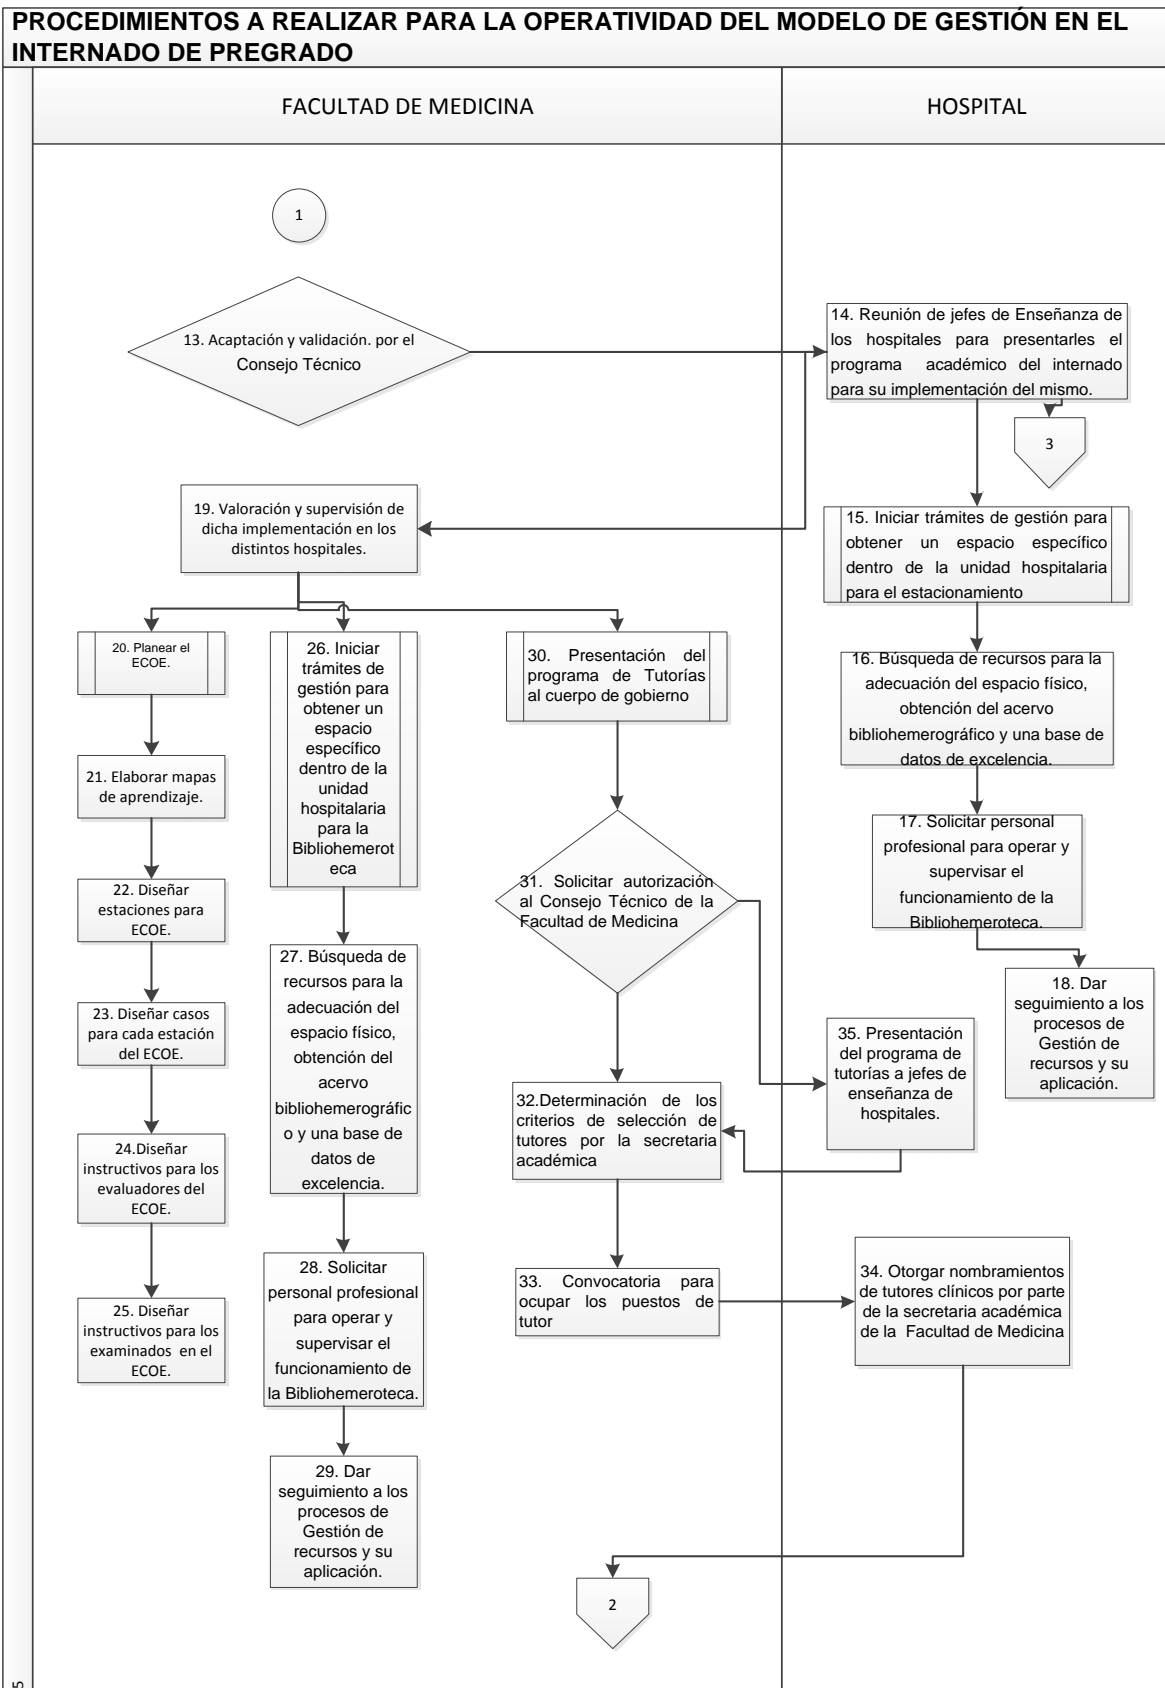 PROCEDIMIENTOS A REALIZAR PARA LA OPERATIVIDAD DEL MODELO DE GESTIÓN EN EL
INTERNADO DE PREGRADO
FACULTAD DE MEDICINA
HOSPITAL
1
13. Acaptación y validación. por el
Consejo Técnico
14. Reunión de jefes de Enseñanza de
los hospitales para presentarles el
programa académico del internado
para su implementación del mismo.
3
19. Valoración y supervisión de
dicha implementación en los
distintos hospitales.
15. Iniciar trámites de gestión para
obtener un espacio específico
dentro de la unidad hospitalaria
para el estacionamiento
20. Planear el
ECOE.
26. Iniciar
trámites de
gestión para
obtener un
espacio
específico
dentro de la
unidad
hospitalaria
para la
Bibliohemerot
eca
30. Presentación del
programa de Tutorías
al cuerpo de gobierno
16. Búsqueda de recursos para la
adecuación del espacio físico,
obtención del acervo
bibliohemerográfico y una base de
datos de excelencia.
21. Elaborar mapas
de aprendizaje.
17. Solicitar personal
profesional para operar y
supervisar el
funcionamiento de la
Bibliohemeroteca.
22. Diseñar
estaciones para
ECOE.
31. Solicitar autorización
al Consejo Técnico de la
Facultad de Medicina
27. Búsqueda de
recursos para la
adecuación del
espacio físico,
obtención del
acervo
bibliohemerográfic
o y una base de
datos de
excelencia.
18. Dar
seguimiento a los
procesos de
Gestión de
recursos y su
aplicación.
23. Diseñar casos
para cada estación
del ECOE.
35. Presentación
del programa de
tutorías a jefes de
enseñanza de
hospitales.
32.Determinación de los
criterios de selección de
tutores por la secretaria
académica
24.Diseñar
instructivos para los
evaluadores del
ECOE.
28. Solicitar
personal profesional
para operar y
supervisar el
funcionamiento de
la Bibliohemeroteca.
33. Convocatoria para
ocupar los puestos de
tutor
34. Otorgar nombramientos
de tutores clínicos por parte
de la secretaria académica
de la Facultad de Medicina
25. Diseñar
instructivos para los
examinados en el
ECOE.
29. Dar
seguimiento a los
procesos de
Gestión de
recursos y su
aplicación.
2
5